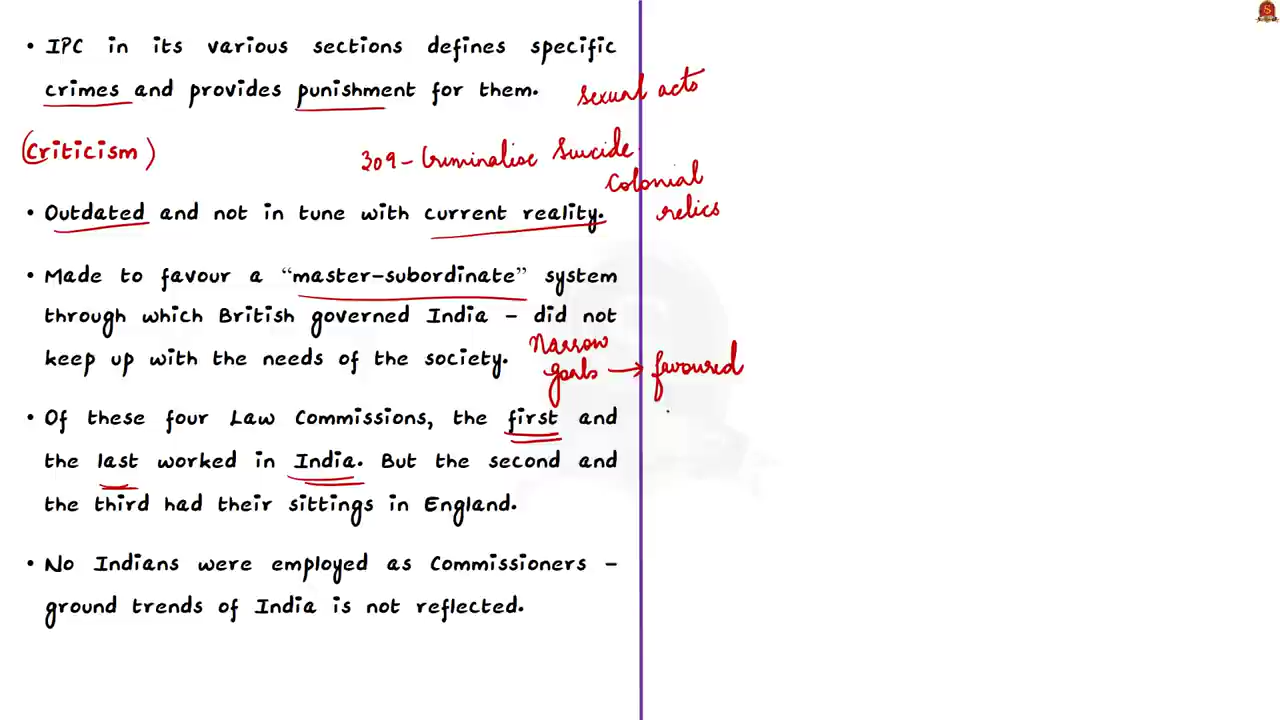 • IPC in its various sections defines specific
crimes and provides punishment for them.
sexual acts
(Criticism)
309 - Criminalise Suicide
Colonial
relics
• Outdated and not in tune with current reality.
• Made to favour a “master-subordinate” system
through which British governed India – did not
keep up with the needs of the society.
Narrow
goals → favoured
• Of these four Law Commissions, the first and
the last worked in India. But the second and
the third had their sittings in England.
• No Indians were employed as Commissioners –
ground trends of India is not reflected.